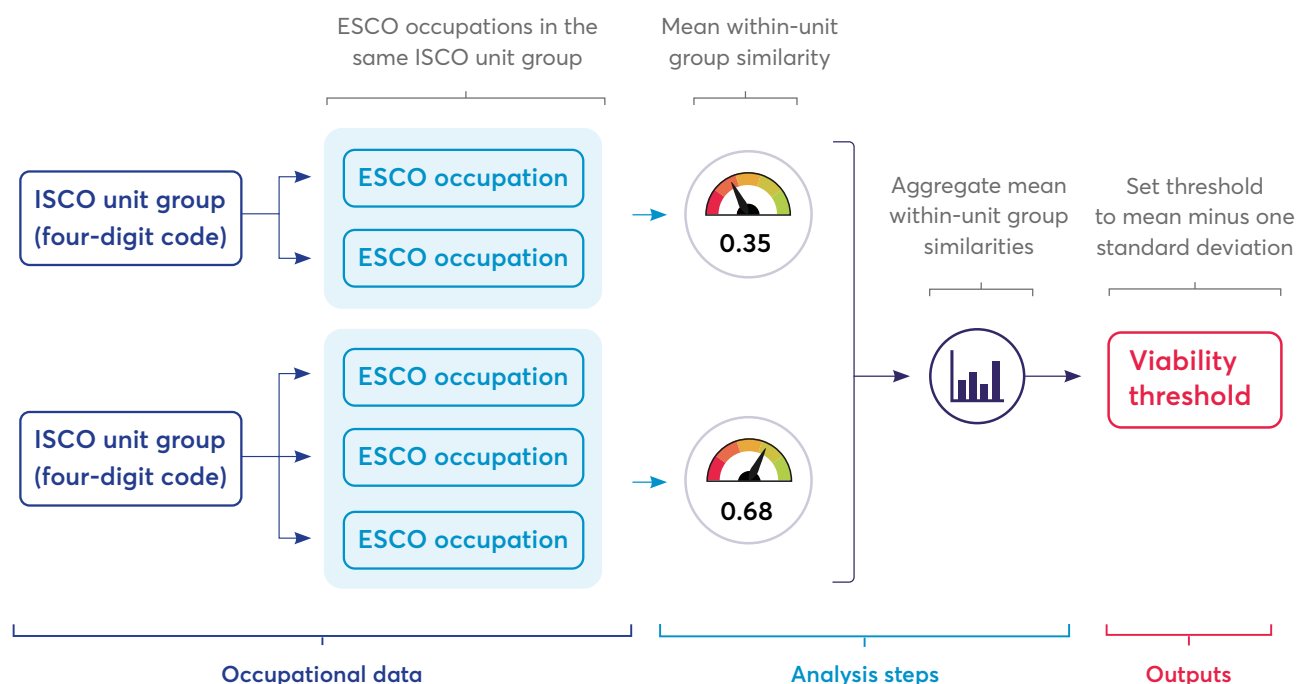 ESCO occupations in the
same ISCO unit group
Mean within-unit
group similarity
ISCO unit group
(four-digit code)
ESCO occupation
ESCO occupation
0.35
Aggregate mean
within-unit group
similarities
Set threshold
to mean minus one
standard deviation
ISCO unit group
(four-digit code)
ESCO occupation
ESCO occupation
ESCO occupation
0.68
Viability
threshold
Occupational data
Analysis steps
Outputs